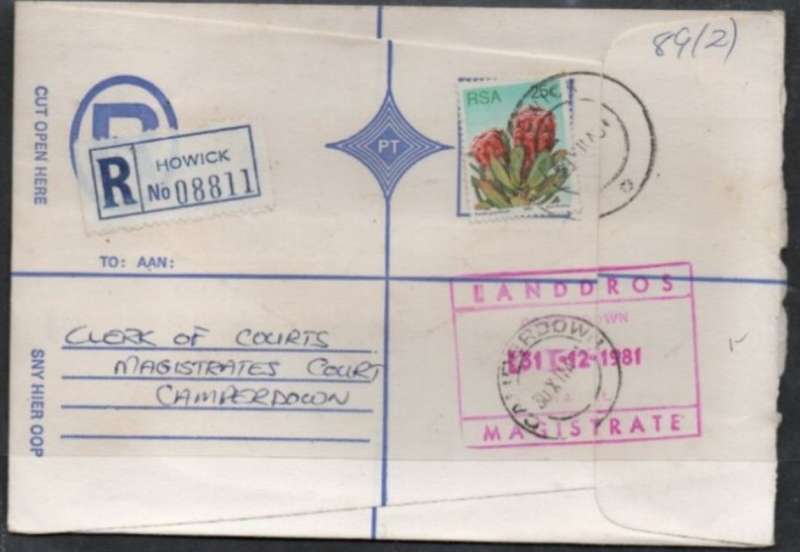 89(2)
CUT OPEN HERE
R
R
HOWICK
No 08811
PT
RSA 25c
TO: AAN:
CLERK OF COURTS
MAGISTRATES COURT
CAMPERDOWN
SNY HIER OOP
LANDDROS
31-12-1981
CAMPERDOWN
MAGISTRATE